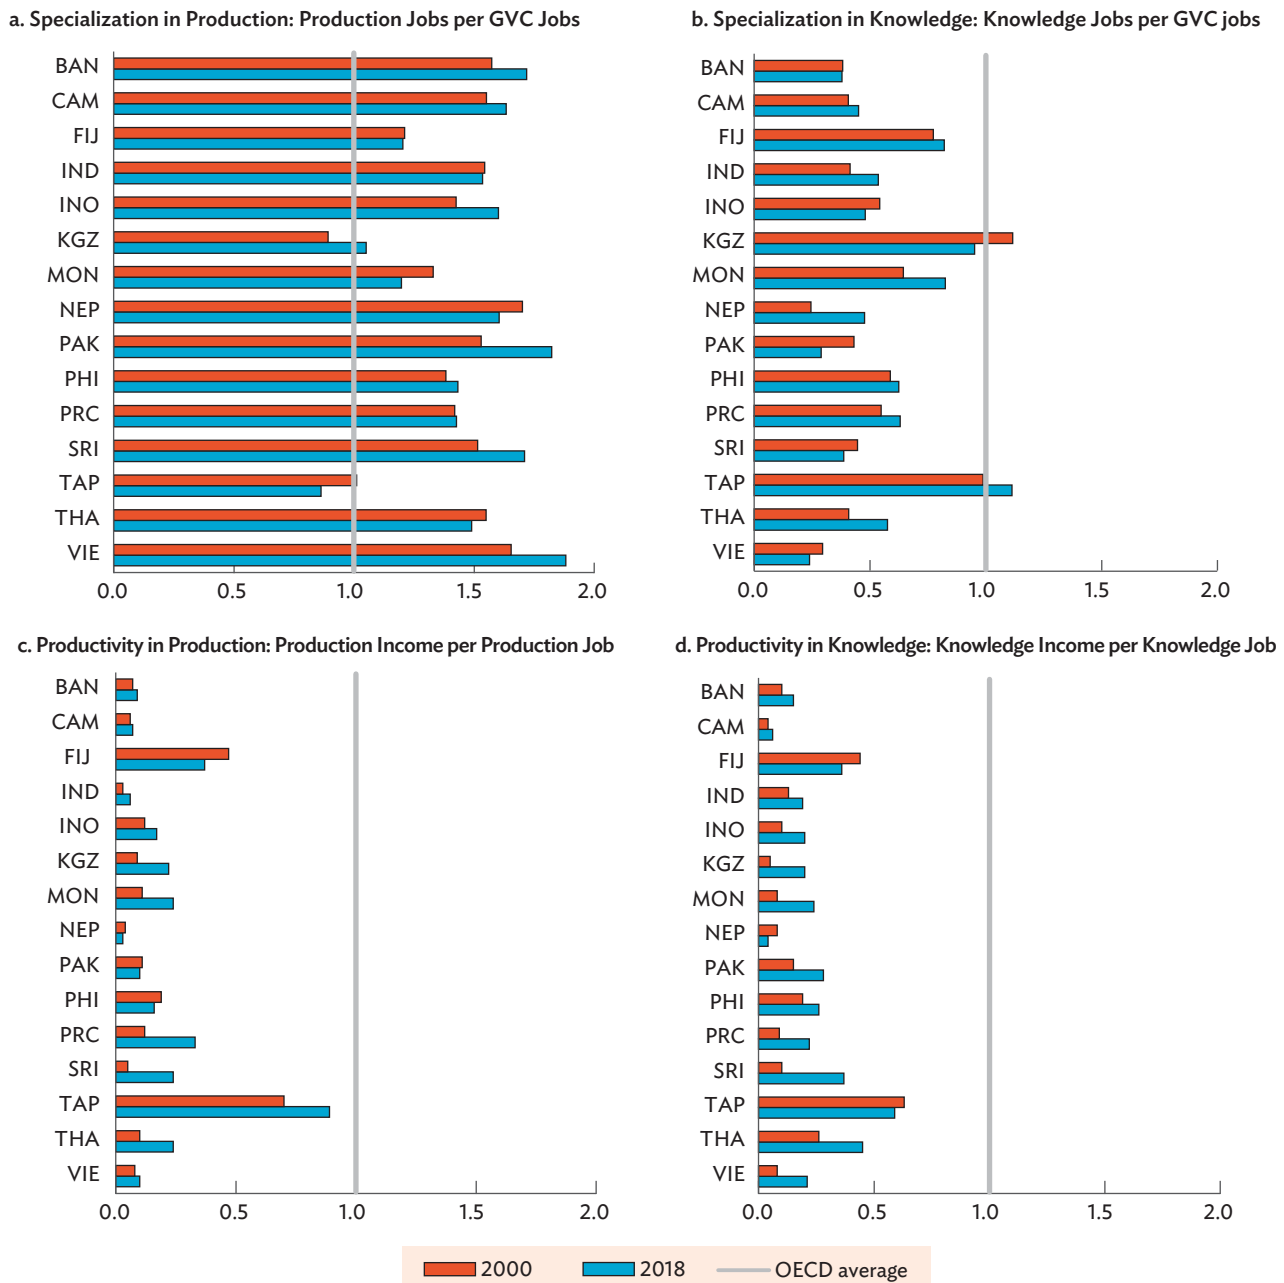 a. Specialization in Production: Production Jobs per GVC Jobs
BAN
CAM
FIJ
IND
INO
KGZ
MON
NEP
PAK
PHI
PRC
SRI
TAP
THA
VIE
0.0 0.5 1.0 1.5 2.0
b. Specialization in Knowledge: Knowledge Jobs per GVC jobs
BAN
CAM
FIJ
IND
INO
KGZ
MON
NEP
PAK
PHI
PRC
SRI
TAP
THA
VIE
0.0 0.5 1.0 1.5 2.0
c. Productivity in Production: Production Income per Production Job
BAN
CAM
FIJ
IND
INO
KGZ
MON
NEP
PAK
PHI
PRC
SRI
TAP
THA
VIE
0.0 0.5 1.0 1.5 2.0
d. Productivity in Knowledge: Knowledge Income per Knowledge Job
BAN
CAM
FIJ
IND
INO
KGZ
MON
NEP
PAK
PHI
PRC
SRI
TAP
THA
VIE
0.0 0.5 1.0 1.5 2.0
2000 2018 OECD average